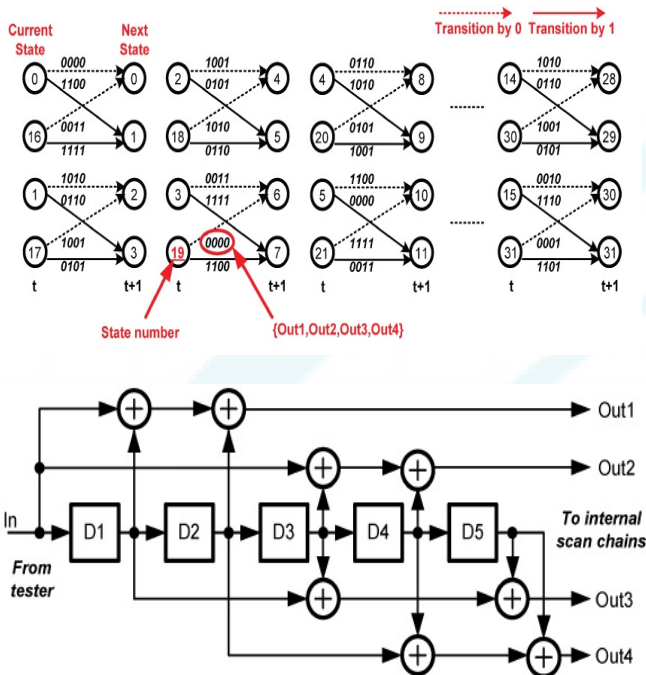 Current State
Next State
Transition by 0 Transition by 1
0 0000 0
1100
16 0011 1
1111
2 1001 4
0101
18 1010 5
0110
4 0110 8
1010
20 0101 9
1001
14 1010 28
0110
30 1001 29
0101
1 1010 2
0110
17 1001 3
0101
3 0011 6
1111
19 0000 7
1100
5 1100 10
0000
21 1111 11
0011
15 0010 30
1110
31 0001 31
1101
t t+1 t t+1 t t+1 t t+1
State number
{Out1,Out2,Out3,Out4}
+ + Out1
+ + Out2
In D1 D2 D3 D4 D5
From tester
To internal scan chains
+ + Out3
+ + Out4